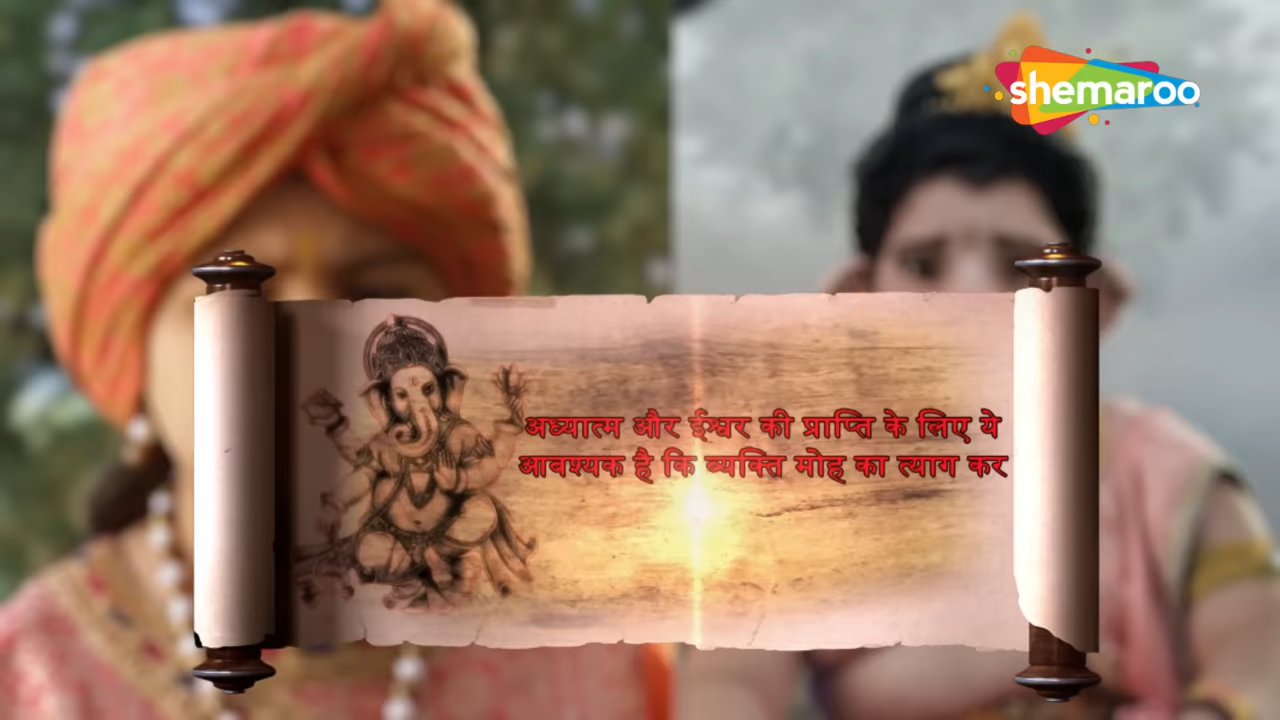 shemaroo
अध्यात्म और ईश्वर की प्राप्ति के लिए ये
आवश्यक है कि व्यक्ति मोह का त्याग कर